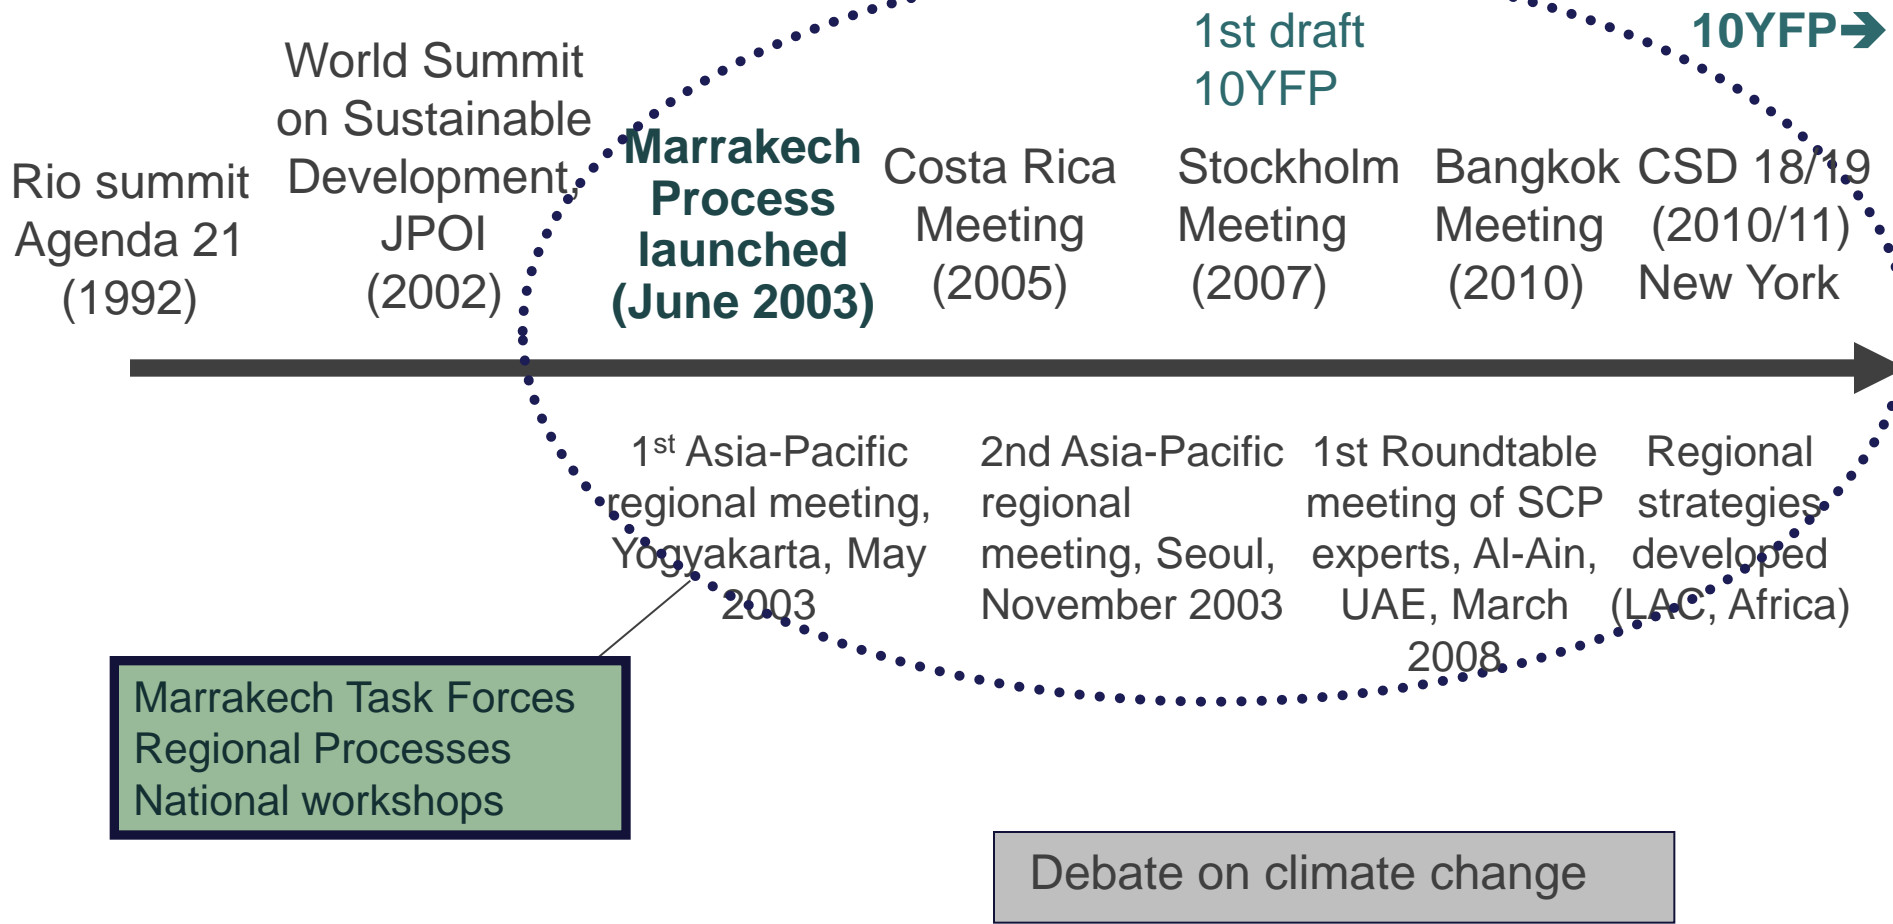 1st draft
10YFP
10YFP➔
Rio summit
Agenda 21
(1992)
World Summit
on Sustainable
Development,
JPOI
(2002)
Marrakech
Process
launched
(June 2003)
Costa Rica
Meeting
(2005)
Stockholm
Meeting
(2007)
Bangkok
Meeting
(2010)
CSD 18/19
(2010/11)
New York
1st Asia-Pacific
regional meeting,
Yogyakarta, May
2003
2nd Asia-Pacific
regional
meeting, Seoul,
November 2003
1st Roundtable
meeting of SCP
experts, Al-Ain,
UAE, March
2008
Regional
strategies
developed
(LAC, Africa)
Marrakech Task Forces
Regional Processes
National workshops
Debate on climate change